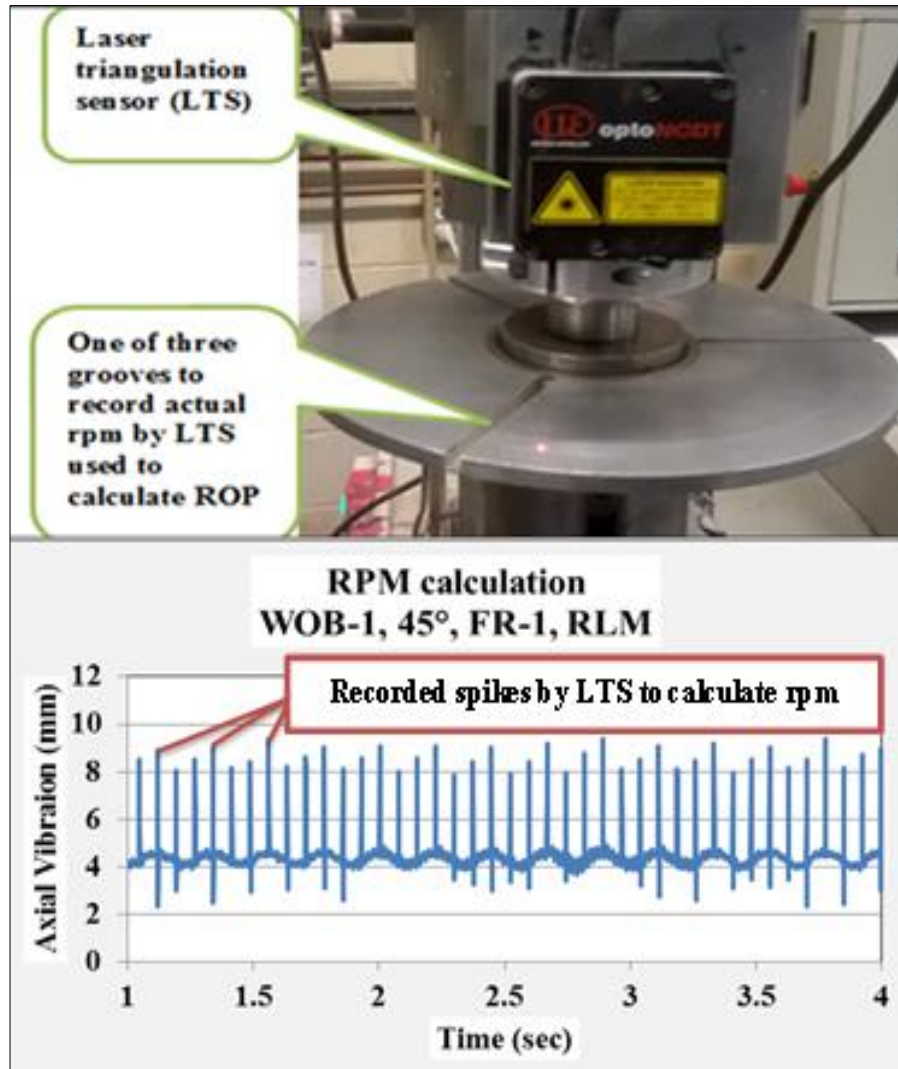 Laser
triangulation
sensor (LTS)
optoNCDT
One of three
grooves to
record actual
rpm by LTS
used to
calculate ROP
RPM calculation
WOB-1, 45°, FR-1, RLM
Recorded spikes by LTS to calculate rpm
Axial Vibraion (mm)
12
10
8
6
4
2
0
1
1.5
2
2.5
3
3.5
4
Time (sec)